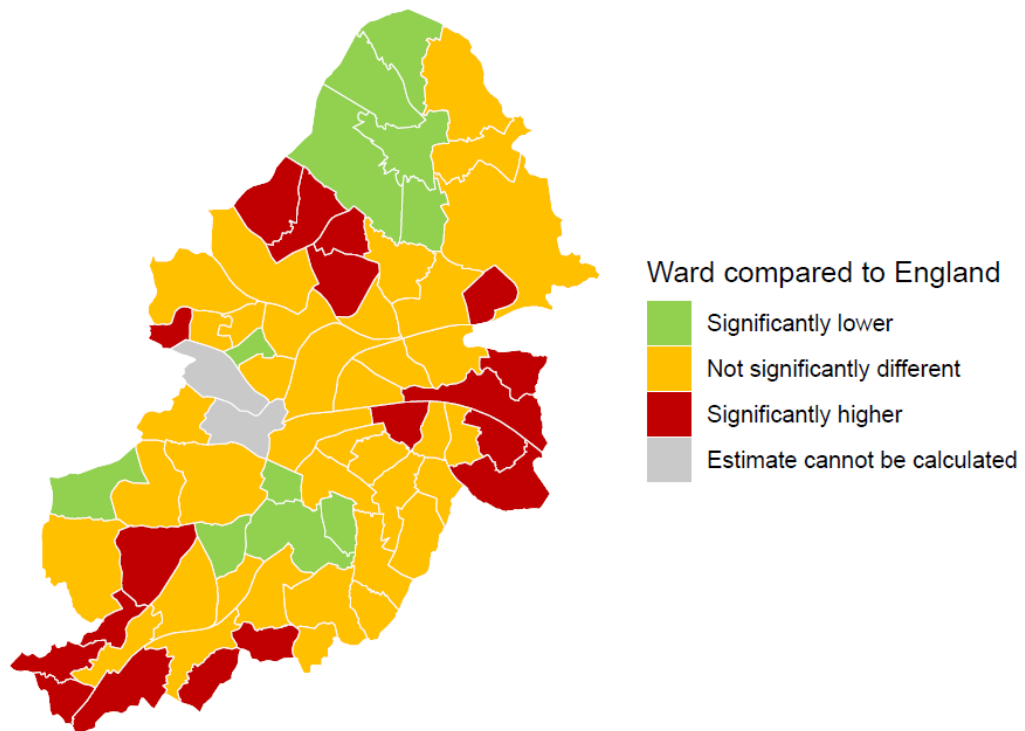 Ward compared to England
Significantly lower
Not significantly different
Significantly higher
Estimate cannot be calculated